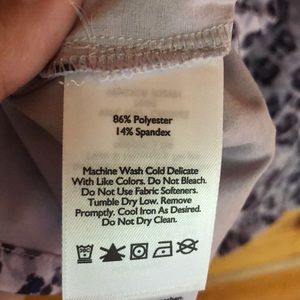 86% Polyester
14% Spandex
Machine Wash Cold Delicate
With Like Colors. Do Not Bleach.
Do Not Use Fabric Softeners.
Tumble Dry Low. Remove
Promptly. Cool Iron As Desired.
Do Not Dry Clean.